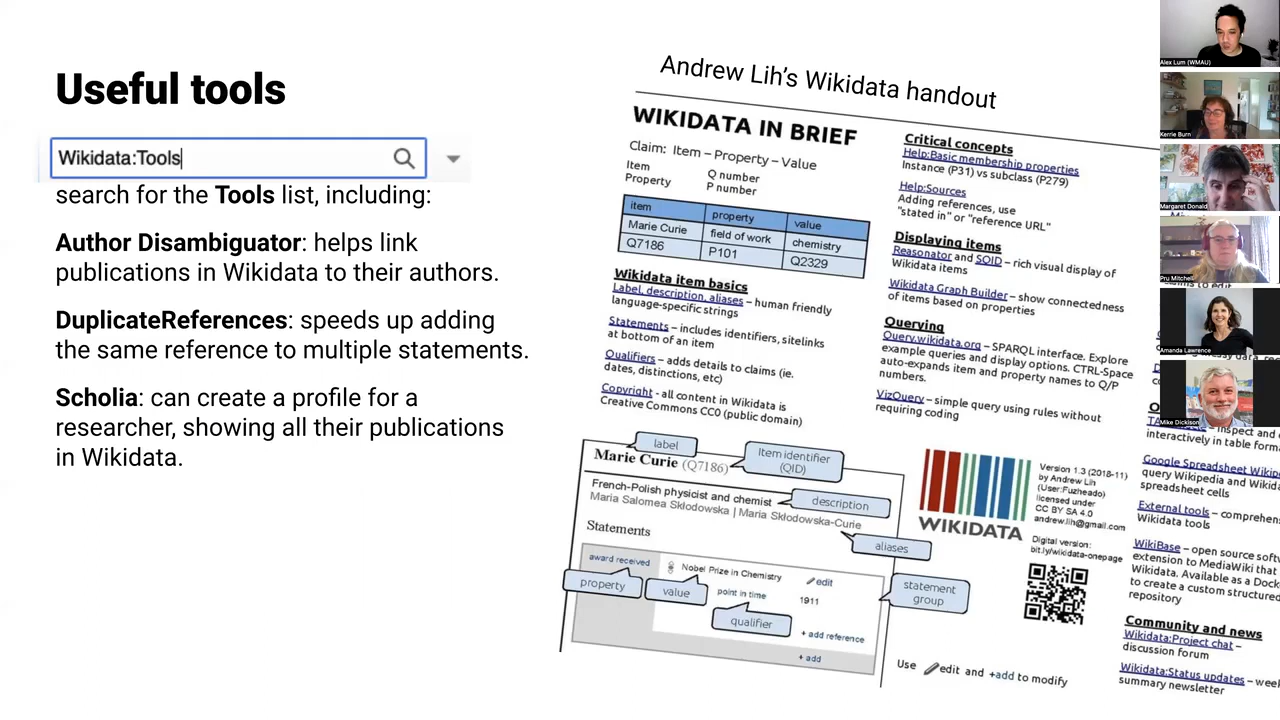 Useful tools
Wikidata:Tools
search for the Tools list, including:
Author Disambiguator: helps link
publications in Wikidata to their authors.
DuplicateReferences: speeds up adding
the same reference to multiple statements.
Scholia: can create a profile for a
researcher, showing all their publications
in Wikidata.
Andrew Lih's Wikidata handout
WIKIDATA IN BRIEF
Claim: Item – Property – Value
Item Q number
Property P number
item property value
Marie Curie field of work chemistry
Q7186 P101 Q2329
Wikidata item basics
Label, description, aliases – human friendly
language-specific strings
Statements – includes identifiers, sitelinks
at bottom of an item
Qualifiers – adds details to claims (ie.
dates, distinctions, etc)
Copyright - all content in Wikidata is
Creative Commons CC0 (public domain)
Critical concepts
Help:Basic membership properties
Instance (P31) vs subclass (P279)
Help:Sources
Adding references, use
"stated in" or "reference URL"
Displaying items
Reasonator and SQID – rich visual display of
Wikidata items
Wikidata Graph Builder – show connectedness
of items based on properties
Querying
Query.wikidata.org – SPARQL interface. Explore
example queries and display options. CTRL-Space
auto-expands item and property names to Q/P
numbers.
VizQuery – simple query using rules without
requiring coding
label
Marie Curie (Q7186)
Item identifier
(QID)
French-Polish physicist and chemist
description
Maria Salomea Skłodowska | Maria Skłodowska-Curie
aliases
Statements
award received
Nobel Prize in Chemistry
edit
property
value
point in time
1911
statement
group
qualifier
+ add reference
+ add
WIKIDATA
Version 1.3 (2018-11)
by Andrew Lih
(User:Fuzheado)
licensed under
CC BY SA 4.0
andrew.lih@gmail.com
Digital version:
bit.ly/wikidata-onepage
Use edit and +add to modify
to edit
inspect and
interactively in table
Google Spreadsheet
query Wikipedia and
spreadsheet cells
External tools –
Wikidata tools
WikiBase – open source
extension to MediaWiki that
Wikidata. Available as a
to create a custom
repository
Community and news
Wikidata:Project chat –
discussion forum
Wikidata:Status updates –
summary newsletter
Alex Lum (WMAU)
Kerrie Burn
Margaret Donald
Pru Mitchell
Amanda Lawrence
Mike Dickison